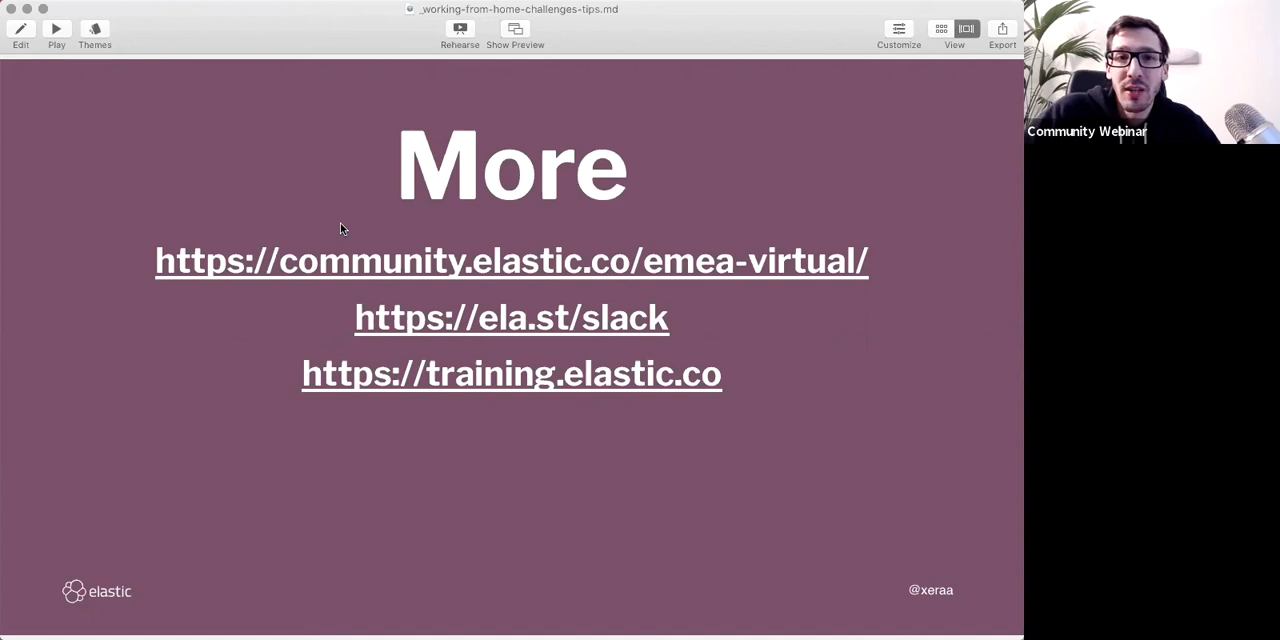 _working-from-home-challenges-tips.md
Edit Play Themes Rehearse Show Preview Customize View Export
More
https://community.elastic.co/emea-virtual/
https://ela.st/slack
https://training.elastic.co
elastic
@xeraa
Community Webinar